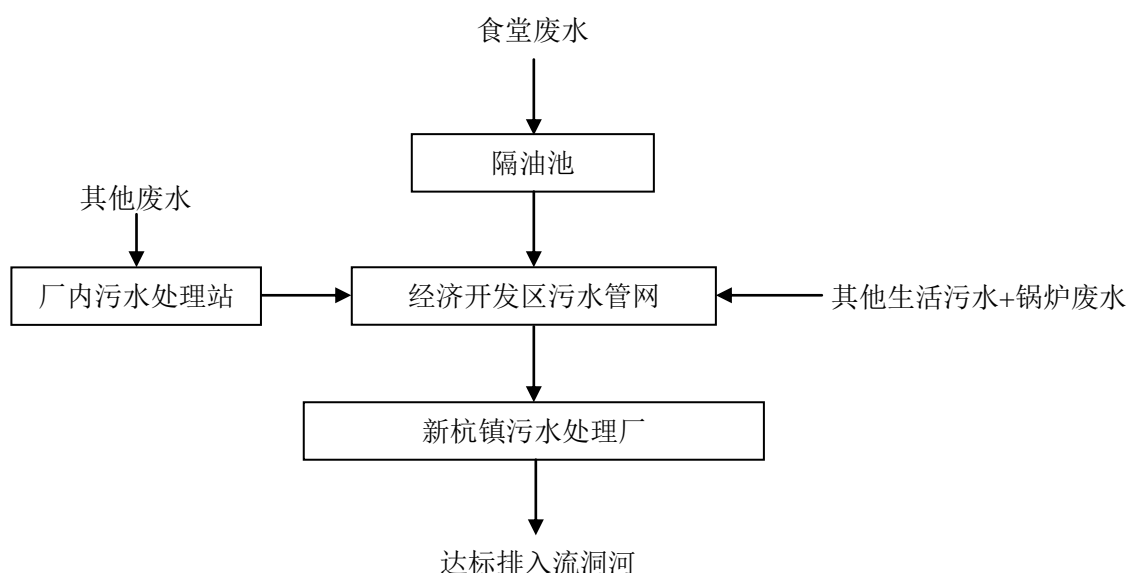 食堂废水
隔油池
其他废水
厂内污水处理站
经济开发区污水管网
其他生活污水+锅炉废水
新杭镇污水处理厂
达标排入流洞河